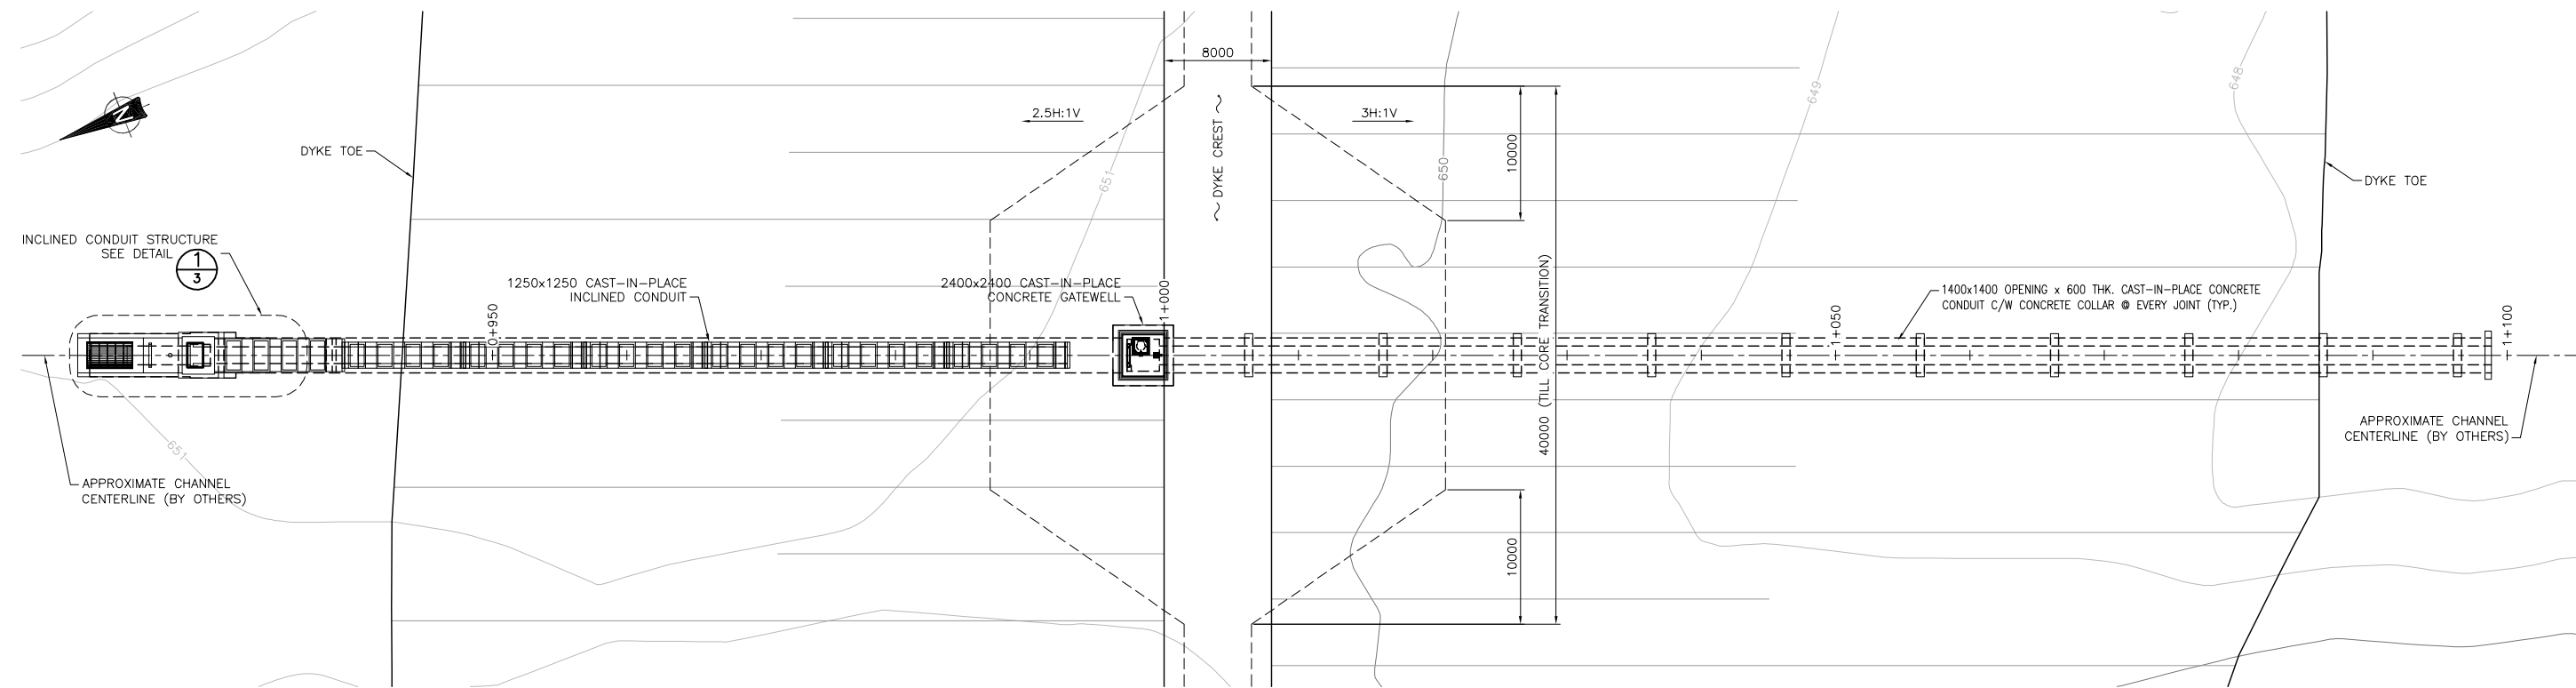 8000
648
649
N
2.5H:1V
3H:1V
~ DYKE CREST ~
10000
DYKE TOE
650
651
DYKE TOE
INCLINED CONDUIT STRUCTURE
SEE DETAIL
1
3
1250x1250 CAST-IN-PLACE
INCLINED CONDUIT
2400x2400 CAST-IN-PLACE
CONCRETE GATEWELL
1400x1400 OPENING x 600 THK. CAST-IN-PLACE CONCRETE
CONDUIT C/W CONCRETE COLLAR @ EVERY JOINT (TYP.)
0+950
1+000
1+050
1+100
40000 (TILL CORE TRANSITION)
651
APPROXIMATE CHANNEL
CENTERLINE (BY OTHERS)
APPROXIMATE CHANNEL
CENTERLINE (BY OTHERS)
10000